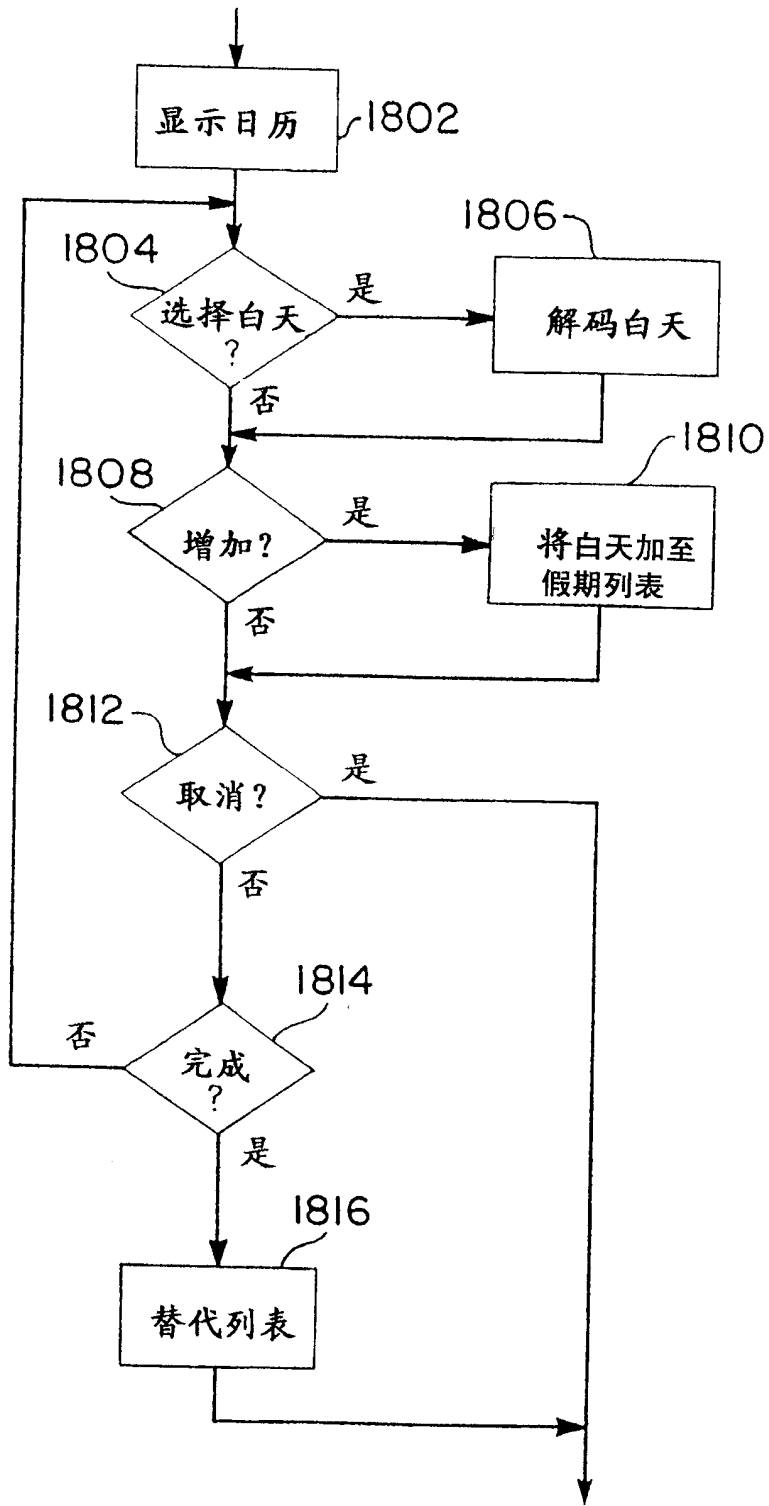 显示日历
1802
1806
1804
是
选择白天
?
解码白天
否
1810
1808
是
增加?
将白天加至
假期列表
否
1812
是
取消?
否
1814
否
完成
?
是
1816
替代列表